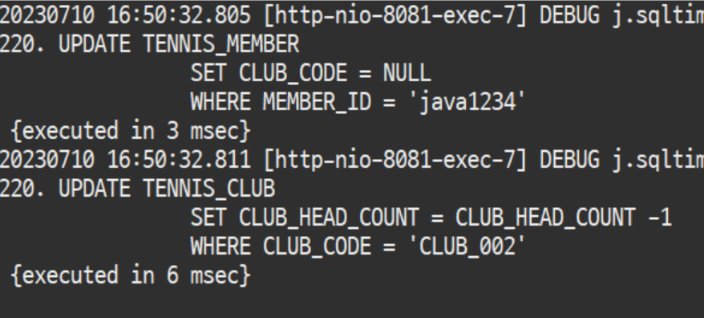 20230710 16:50:32.805 [http-nio-8081-exec-7] DEBUG j.sqltim
220. UPDATE TENNIS_MEMBER
SET CLUB_CODE = NULL
WHERE MEMBER_ID = 'java1234'
{executed in 3 msec}
20230710 16:50:32.811 [http-nio-8081-exec-7] DEBUG j.sqltim
220. UPDATE TENNIS_CLUB
SET CLUB_HEAD_COUNT = CLUB_HEAD_COUNT -1
WHERE CLUB_CODE = 'CLUB_002'
{executed in 6 msec}